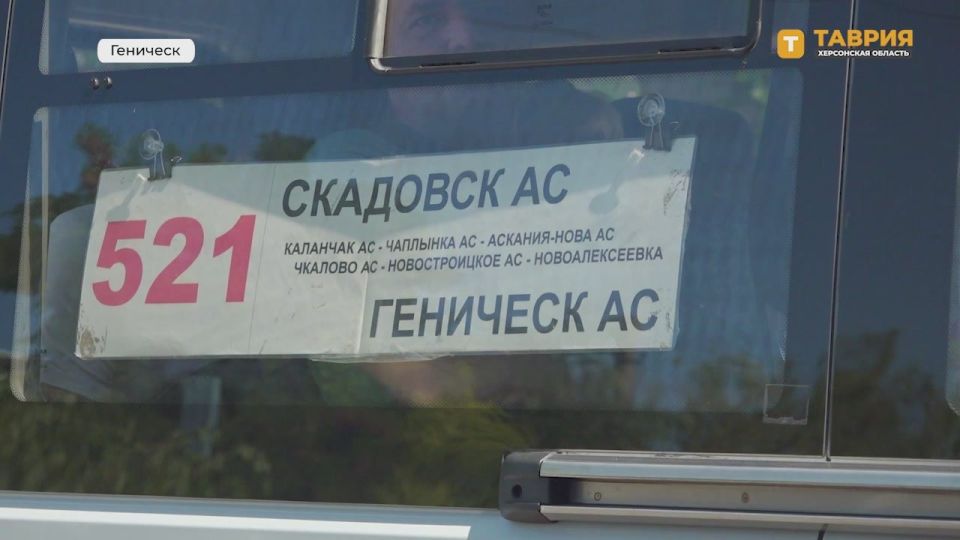 Геническ
ТАВРИЯ
ХЕРСОНСКАЯ ОБЛАСТЬ
521
СКАДОВСК АС
КАЛАНЧАК АС - ЧАПЛЫНКА АС - АСКАНИЯ-НОВА АС
ЧКАЛОВО АС - НОВОСТРОИЦКОЕ АС - НОВОАЛЕКСЕЕВКА
ГЕНИЧЕСК АС